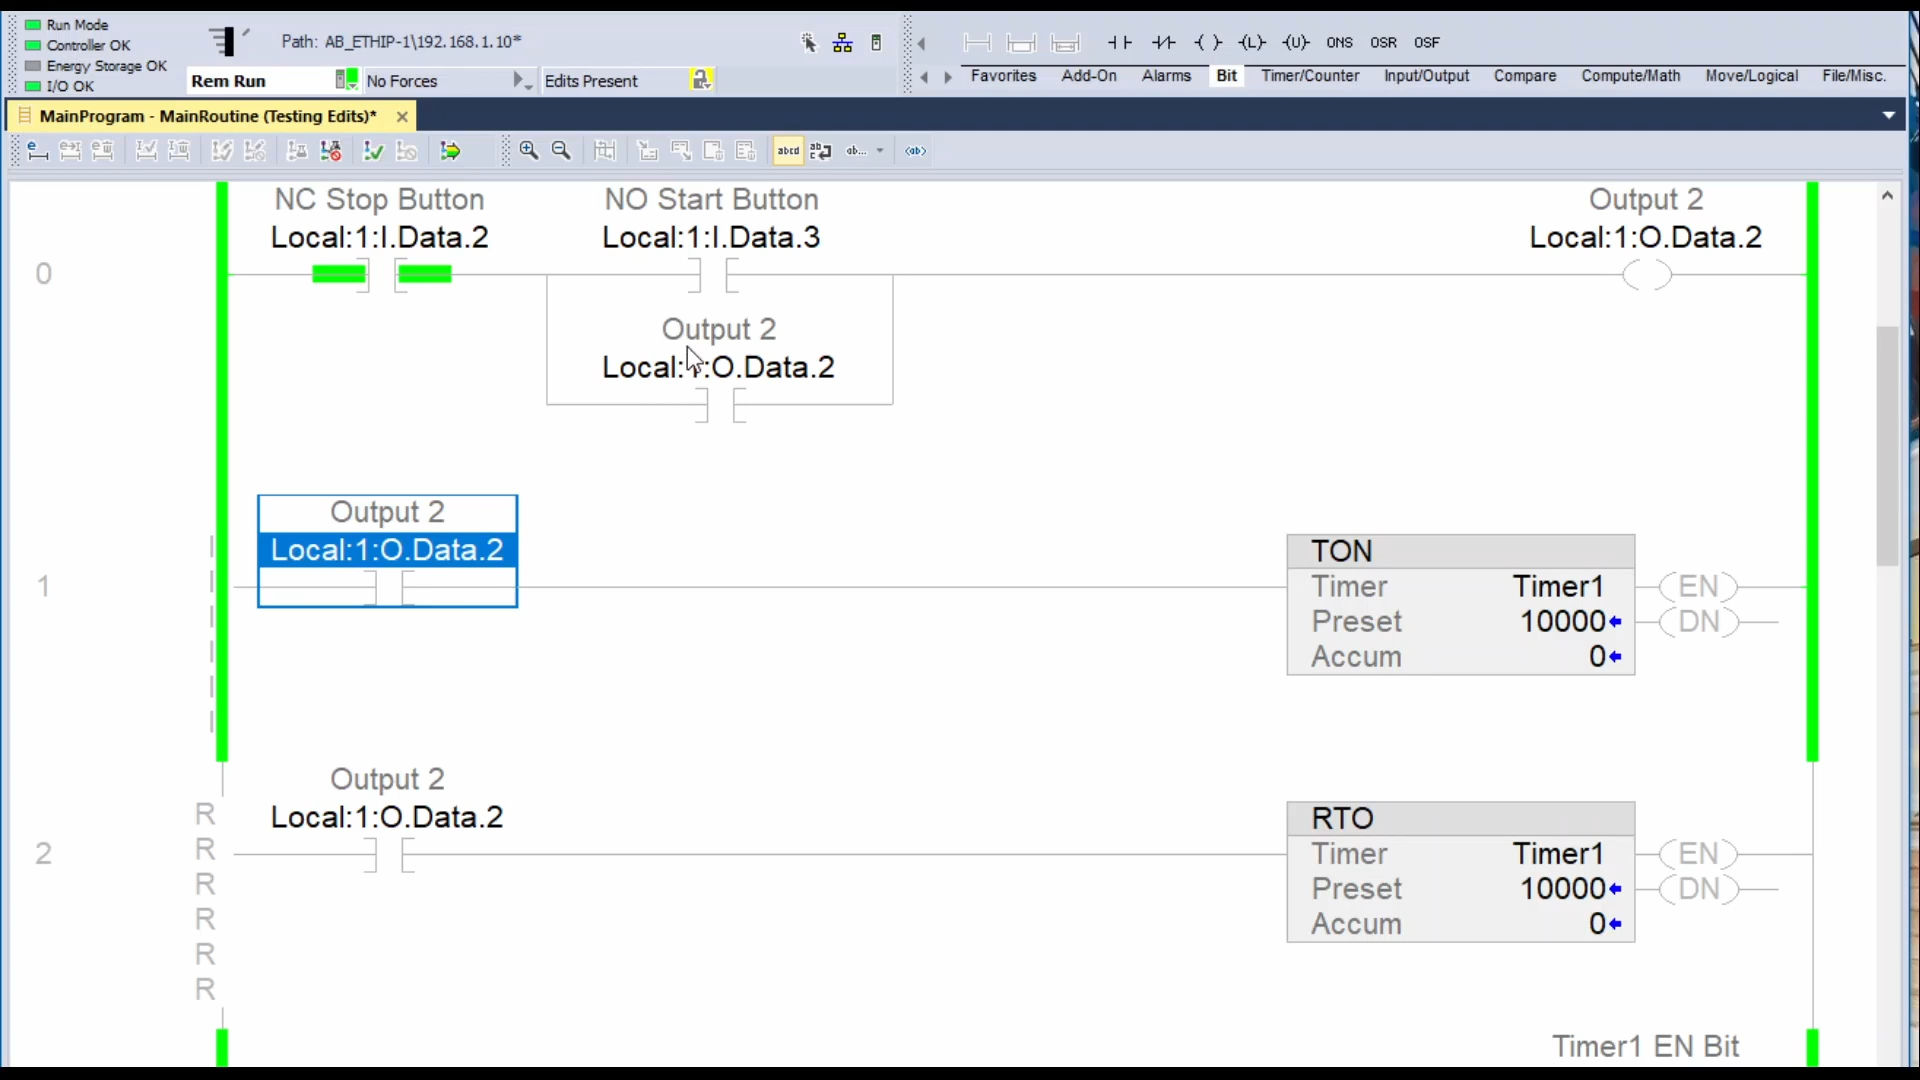 Run Mode
Controller OK
Energy Storage OK
I/O OK
Path: AB_ETHIP-1\192.168.1.10*
Rem Run
No Forces
Edits Present
(L)
(U)
ONS
OSR
OSF
Favorites
Add-On
Alarms
Bit
Timer/Counter
Input/Output
Compare
Compute/Math
Move/Logical
File/Misc.
MainProgram - MainRoutine (Testing Edits)*
abcd
ab...
<ab>
NC Stop Button
NO Start Button
Output 2
Local:1:I.Data.2
Local:1:I.Data.3
Local:1:O.Data.2
0
Output 2
Local:1:O.Data.2
Output 2
Local:1:O.Data.2
1
TON
Timer Timer1
EN
Preset 10000
DN
Accum 0
Output 2
Local:1:O.Data.2
2
R
R
R
R
R
R
RTO
Timer Timer1
EN
Preset 10000
DN
Accum 0
Timer1 EN Bit